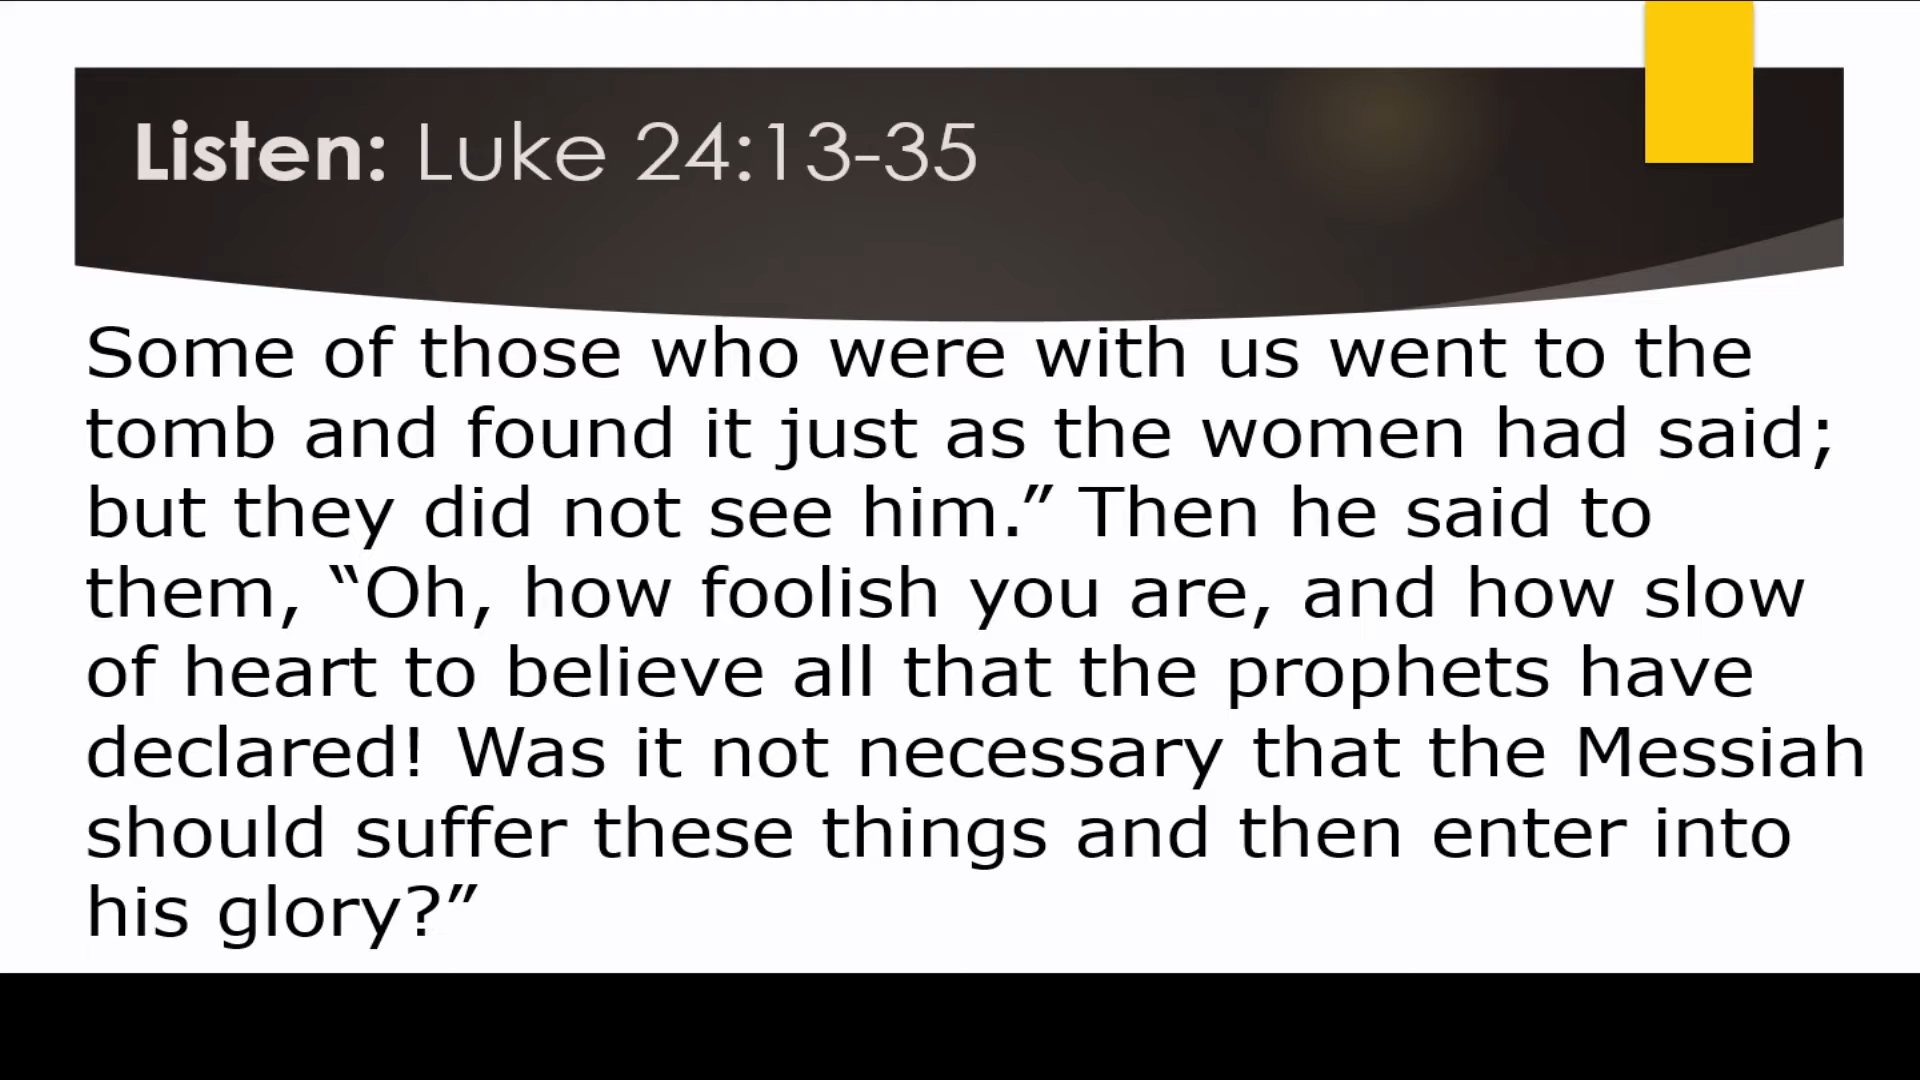 Listen: Luke 24:13-35
Some of those who were with us went to the
tomb and found it just as the women had said;
but they did not see him.” Then he said to
them, “Oh, how foolish you are, and how slow
of heart to believe all that the prophets have
declared! Was it not necessary that the Messiah
should suffer these things and then enter into
his glory?”